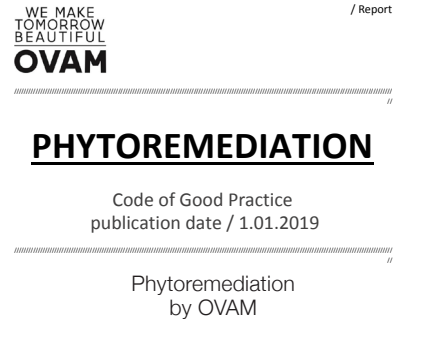 WE MAKE
TOMORROW
BEAUTIFUL
OVAM
/ Report
//////////////////////////////////////////////////////////////////////////////////////////////////////////////////////////////////
//
PHYTOREMEDIATION
Code of Good Practice
publication date / 1.01.2019
//////////////////////////////////////////////////////////////////////////////////////////////////////////////////////////////////
//
Phytoremediation
by OVAM